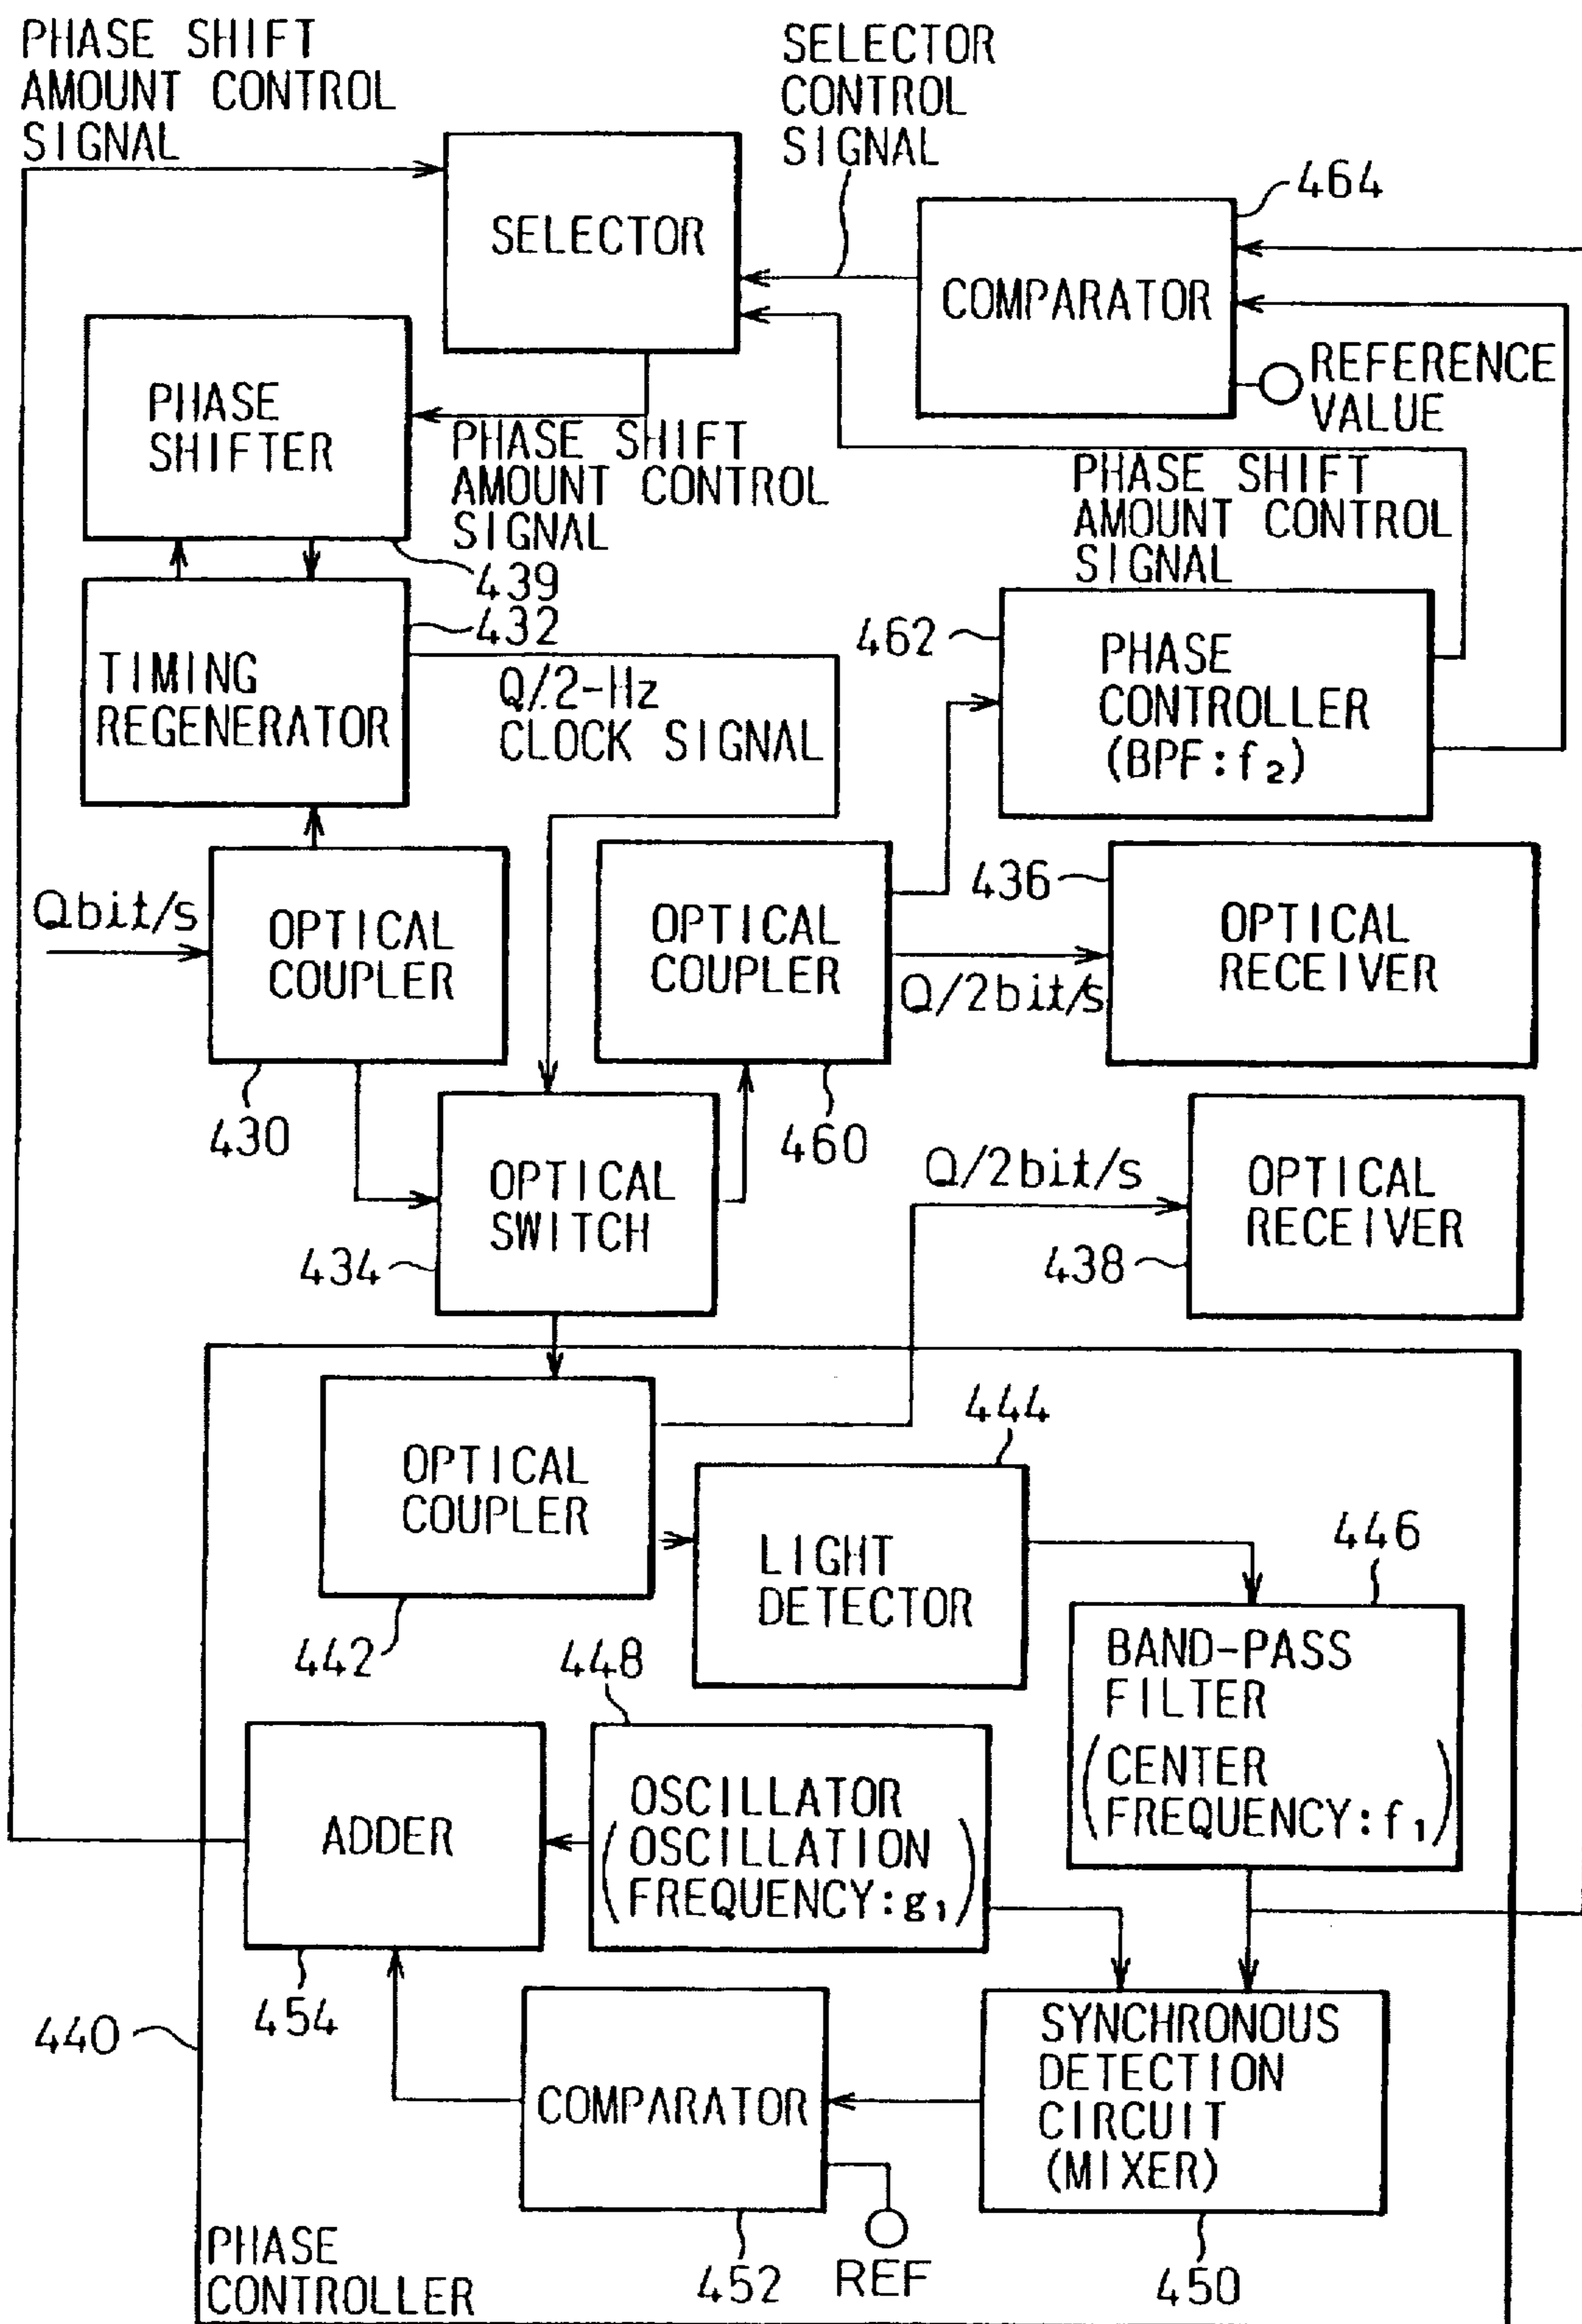 PHASE SHIFT
AMOUNT CONTROL
SIGNAL
SELECTOR
CONTROL
SIGNAL
464
SELECTOR
COMPARATOR
REFERENCE
VALUE
PHASE
SHIFTER
PHASE SHIFT
AMOUNT CONTROL
SIGNAL
PHASE SHIFT
AMOUNT CONTROL
SIGNAL
439
432
462
TIMING
REGENERATOR
Q/2-Hz
CLOCK SIGNAL
PHASE
CONTROLLER
(BPF:f₂)
436
Qbit/s
OPTICAL
COUPLER
OPTICAL
COUPLER
OPTICAL
RECEIVER
Q/2bit/s
430
460
Q/2bit/s
OPTICAL
SWITCH
OPTICAL
RECEIVER
434
438
444
OPTICAL
COUPLER
446
LIGHT
DETECTOR
442
448
BAND-PASS
FILTER
(CENTER
FREQUENCY:f₁)
ADDER
OSCILLATOR
(OSCILLATION
FREQUENCY:g₁)
454
440
SYNCHRONOUS
DETECTION
CIRCUIT
(MIXER)
COMPARATOR
PHASE
CONTROLLER
452
REF
450